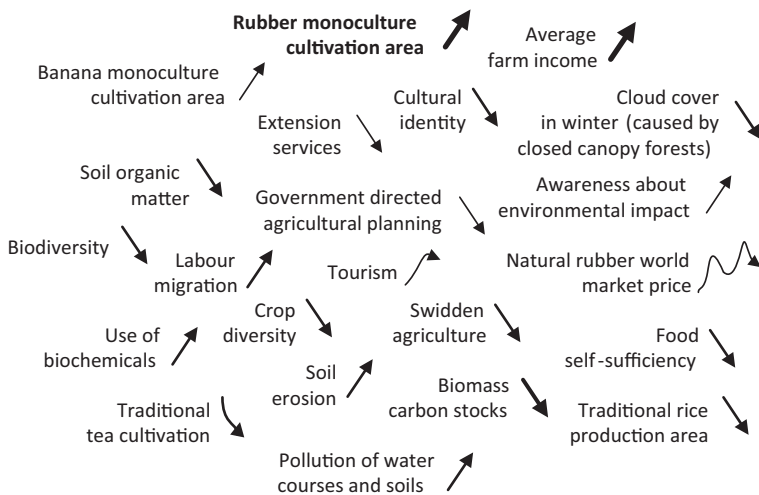 Rubber monoculture
cultivation area
Average
farm income
Banana monoculture
cultivation area
Extension
services
Cultural
identity
Cloud cover
in winter (caused by
closed canopy forests)
Soil organic
matter
Government directed
agricultural planning
Awareness about
environmental impact
Biodiversity
Labour
migration
Tourism
Natural rubber world
market price
Use of
biochemicals
Crop
diversity
Swidden
agriculture
Food
self-sufficiency
Soil
erosion
Biomass
carbon stocks
Traditional
tea cultivation
Traditional rice
production area
Pollution of water
courses and soils